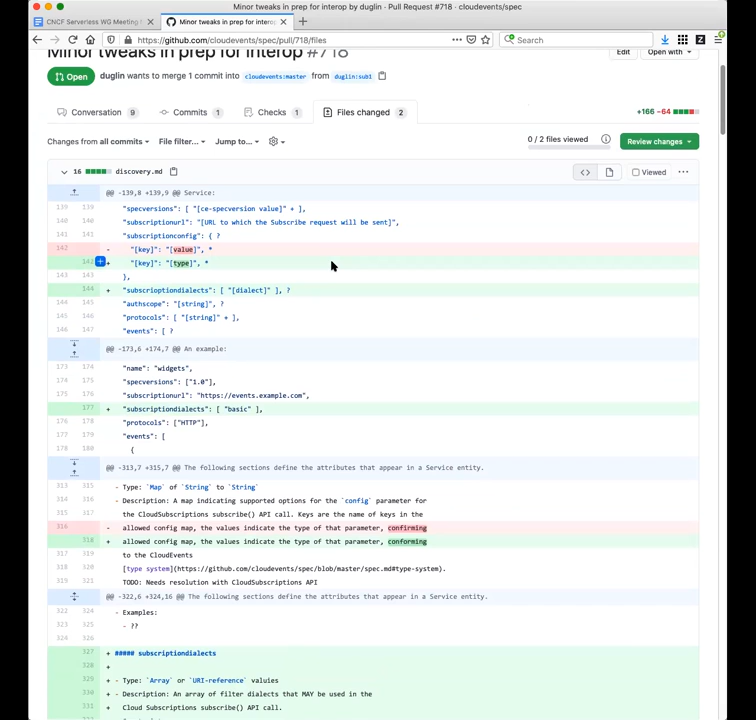 Minor tweaks in prep for interop by duglin · Pull Request #718 · cloudevents/spec
CNCF Serverless WG Meeting
Minor tweaks in prep for interop
https://github.com/cloudevents/spec/pull/718/files
Search
Minor tweaks in prep for interop #718
Edit
Open with
Open
duglin wants to merge 1 commit into cloudevents:master from duglin:sub1
Conversation 9
Commits 1
Checks 1
Files changed 2
+166 −64
Changes from all commits
File filter...
Jump to...
0 / 2 files viewed
Review changes
16 discovery.md
Viewed
@@ -139,8 +139,9 @@ Service:
139 139 "specversions": [ "[ce-specversion value]" + ],
140 140 "subscriptionurl": "[URL to which the Subscribe request will be sent]",
141 141 "subscriptionconfig": { ?
142 - "[key]": "[value]", *
142 + "[key]": "[type]", *
143 143 },
144 + "subscrioptiondialects": [ "[dialect]" ], ?
144 145 "authscope": "[string]", ?
145 146 "protocols": [ "[string]" + ],
146 147 "events": [ ?
@@ -173,6 +174,7 @@ An example:
173 174 "name": "widgets",
174 175 "specversions": ["1.0"],
175 176 "subscriptionurl": "https://events.example.com",
177 + "subscriptiondialects": [ "basic" ],
176 178 "protocols": ["HTTP"],
177 179 "events": [
178 180 {
@@ -313,7 +315,7 @@ The following sections define the attributes that appear in a Service entity.
313 315 - Type: `Map` of `String` to `String`
314 316 - Description: A map indicating supported options for the `config` parameter for
315 317 the CloudSubscriptions subscribe() API call. Keys are the name of keys in the
316 - allowed config map, the values indicate the type of that parameter, confirming
318 + allowed config map, the values indicate the type of that parameter, conforming
317 319 to the CloudEvents
318 320 [type system](https://github.com/cloudevents/spec/blob/master/spec.md#type-system).
319 321 TODO: Needs resolution with CloudSubscriptions API
@@ -322,6 +324,16 @@ The following sections define the attributes that appear in a Service entity.
322 324 - Examples:
323 325 - ??
324 326
327 + ##### subscriptiondialects
328 +
329 + - Type: `Array` or `URI-reference` valuies
330 + - Description: An array of filter dialects that MAY be used in the
331 + Cloud Subscriptions subscribe() API call.